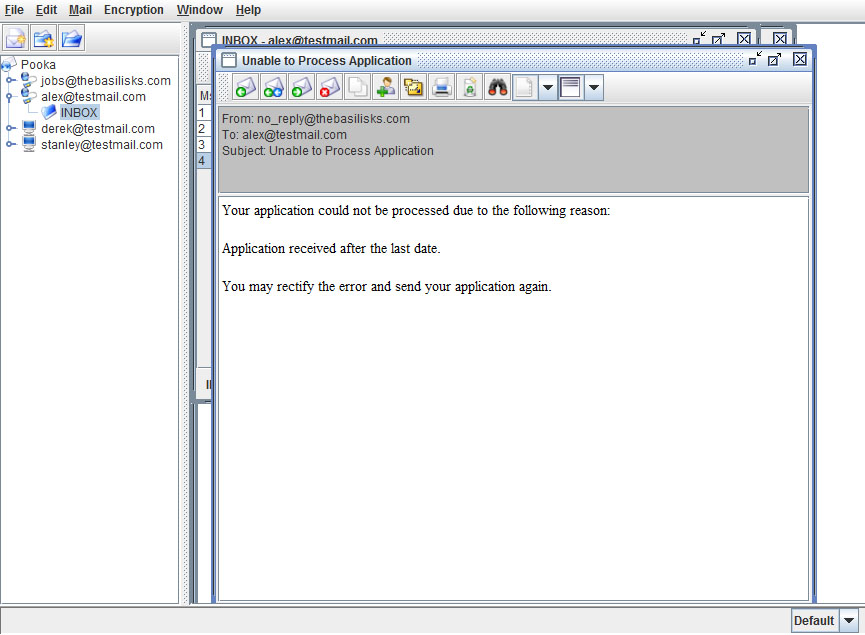 File Edit Mail Encryption Window Help
Pooka
jobs@thebasilisks.com
alex@testmail.com
INBOX
derek@testmail.com
stanley@testmail.com
INBOX - alex@testmail.com
1
2
3
4
Unable to Process Application
From: no_reply@thebasilisks.com
To: alex@testmail.com
Subject: Unable to Process Application
Your application could not be processed due to the following reason:
Application received after the last date.
You may rectify the error and send your application again.
Default